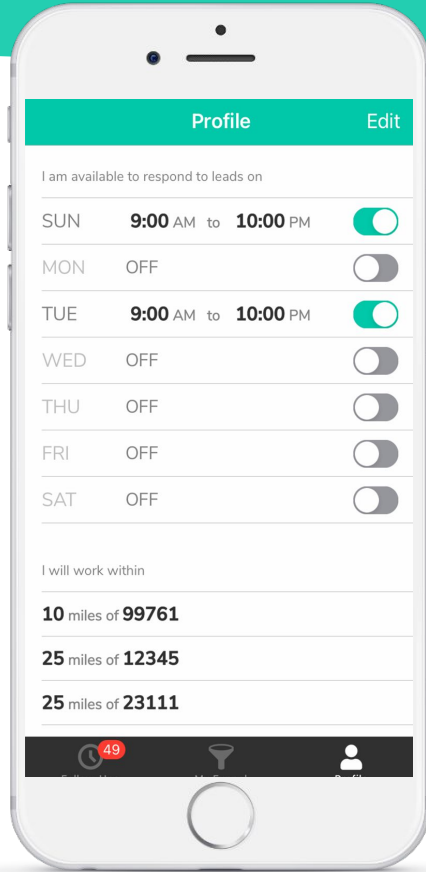 Profile Edit
I am available to respond to leads on
SUN 9:00 AM to 10:00 PM
MON OFF
TUE 9:00 AM to 10:00 PM
WED OFF
THU OFF
FRI OFF
SAT OFF
I will work within
10 miles of 99761
25 miles of 12345
25 miles of 23111
49